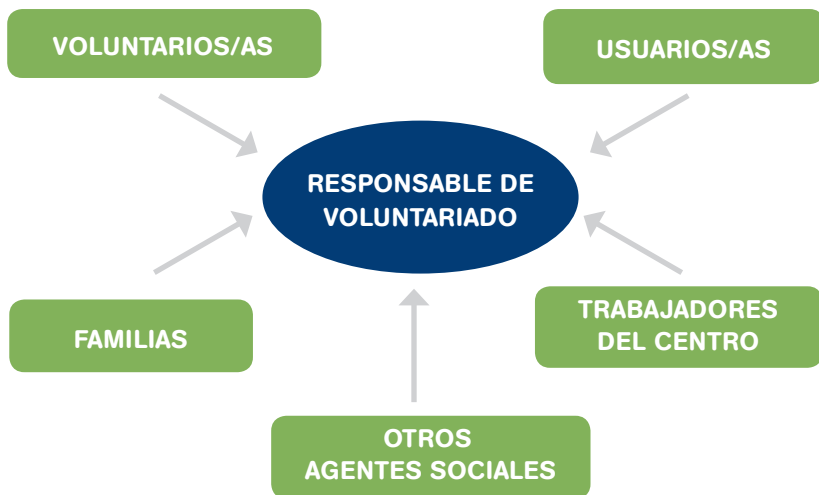 VOLUNTARIOS/AS
USUARIOS/AS
RESPONSABLE DE
VOLUNTARIADO
FAMILIAS
TRABAJADORES
DEL CENTRO
OTROS
AGENTES SOCIALES